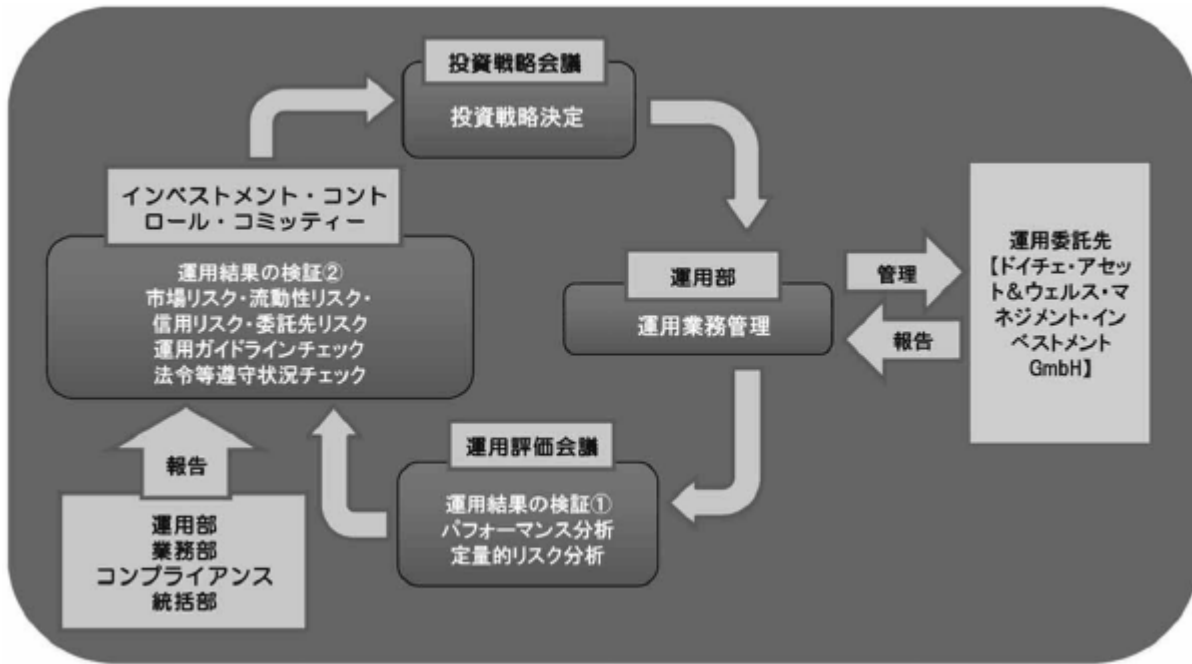 投資戦略会議
投資戦略決定
インベストメント・コント
ロール・コミッティー
運用結果の検証②
市場リスク・流動性リスク・
信用リスク・委託先リスク
運用ガイドラインチェック
法令等遵守状況チェック
運用部
運用業務管理
管理
報告
運用委託先
【ドイチェ・アセッ
ト&ウェルス・マ
ネジメント・イン
ベストメント
GmbH】
運用評価会議
運用結果の検証①
パフォーマンス分析
定量的リスク分析
報告
運用部
業務部
コンプライアンス
統括部